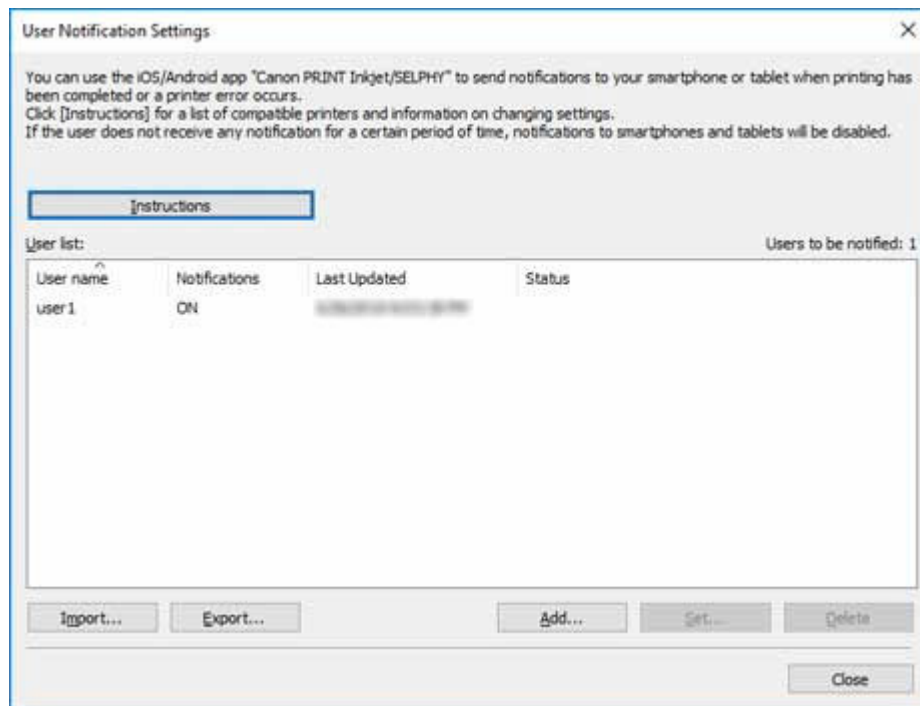 User Notification Settings
You can use the iOS/Android app "Canon PRINT Inkjet/SELPHY" to send notifications to your smartphone or tablet when printing has
been completed or a printer error occurs.
Click [Instructions] for a list of compatible printers and information on changing settings.
If the user does not receive any notification for a certain period of time, notifications to smartphones and tablets will be disabled.
Instructions
User list: Users to be notified: 1
User name Notifications Last Updated Status
user1 ON
Import... Export... Add... Set... Delete
Close